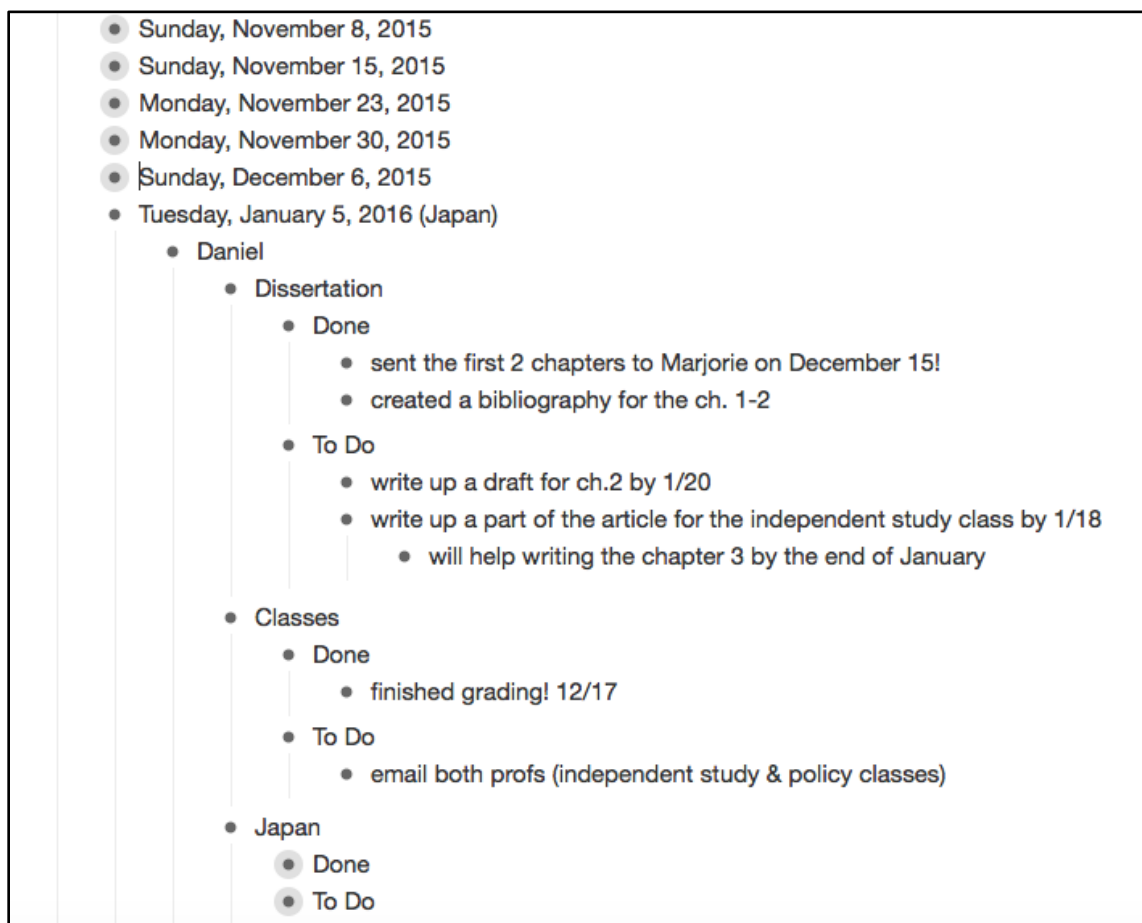 Sunday, November 8, 2015
Sunday, November 15, 2015
Monday, November 23, 2015
Monday, November 30, 2015
Sunday, December 6, 2015
Tuesday, January 5, 2016 (Japan)
Daniel
Dissertation
Done
sent the first 2 chapters to Marjorie on December 15!
created a bibliography for the ch. 1-2
To Do
write up a draft for ch.2 by 1/20
write up a part of the article for the independent study class by 1/18
will help writing the chapter 3 by the end of January
Classes
Done
finished grading! 12/17
To Do
email both profs (independent study & policy classes)
Japan
Done
To Do